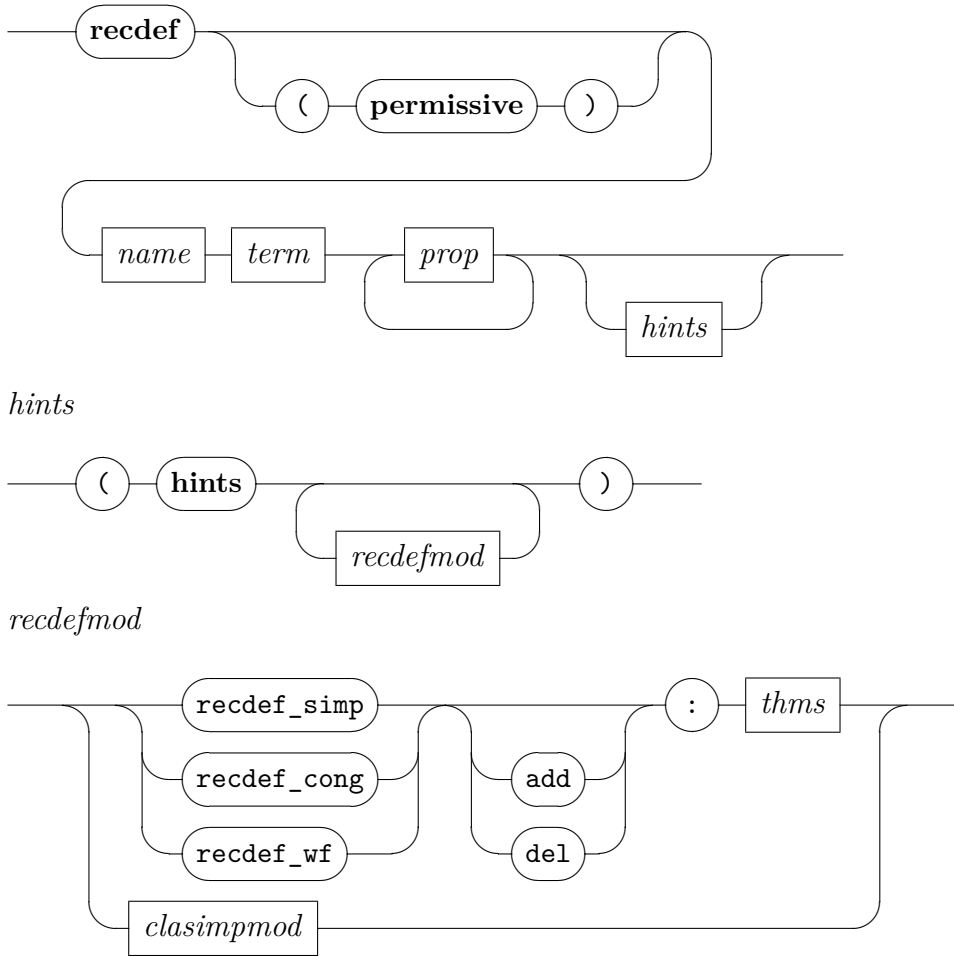 recdef
( permissive )
name term prop
hints
hints
( hints )
recdefmod
recdefmod
recdef_simp : thms
recdef_cong add
recdef_wf del
clasimpmod